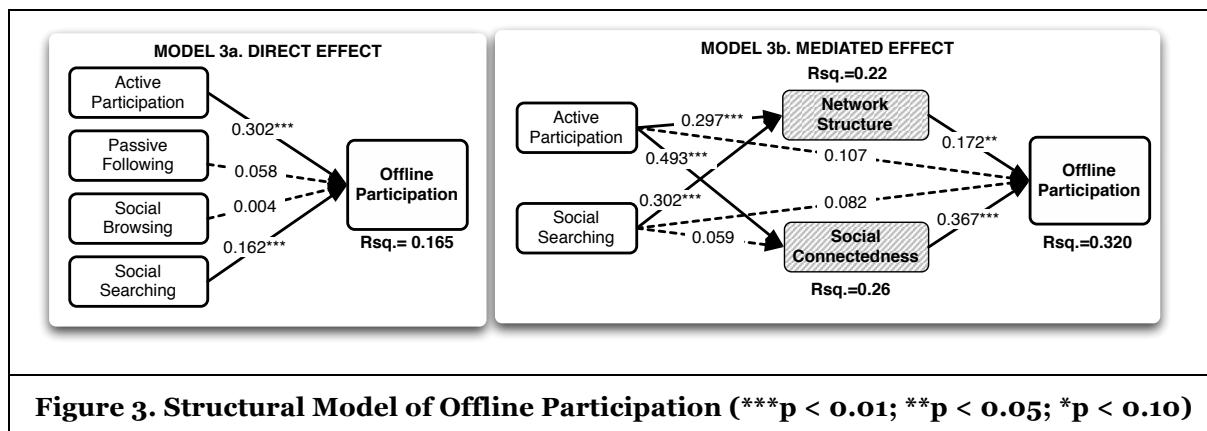 MODEL 3a. DIRECT EFFECT
Active
Participation
Passive
Following
Social
Browsing
Social
Searching
0.302***
0.058
0.004
0.162***
Offline
Participation
Rsq.= 0.165
MODEL 3b. MEDIATED EFFECT
Rsq.=0.22
Active
Participation
Social
Searching
0.297***
0.493***
0.302***
0.059
Network
Structure
0.107
0.082
Social
Connectedness
Rsq.=0.26
0.172**
0.367***
Offline
Participation
Rsq.=0.320
Figure 3. Structural Model of Offline Participation (***p < 0.01; **p < 0.05; *p < 0.10)